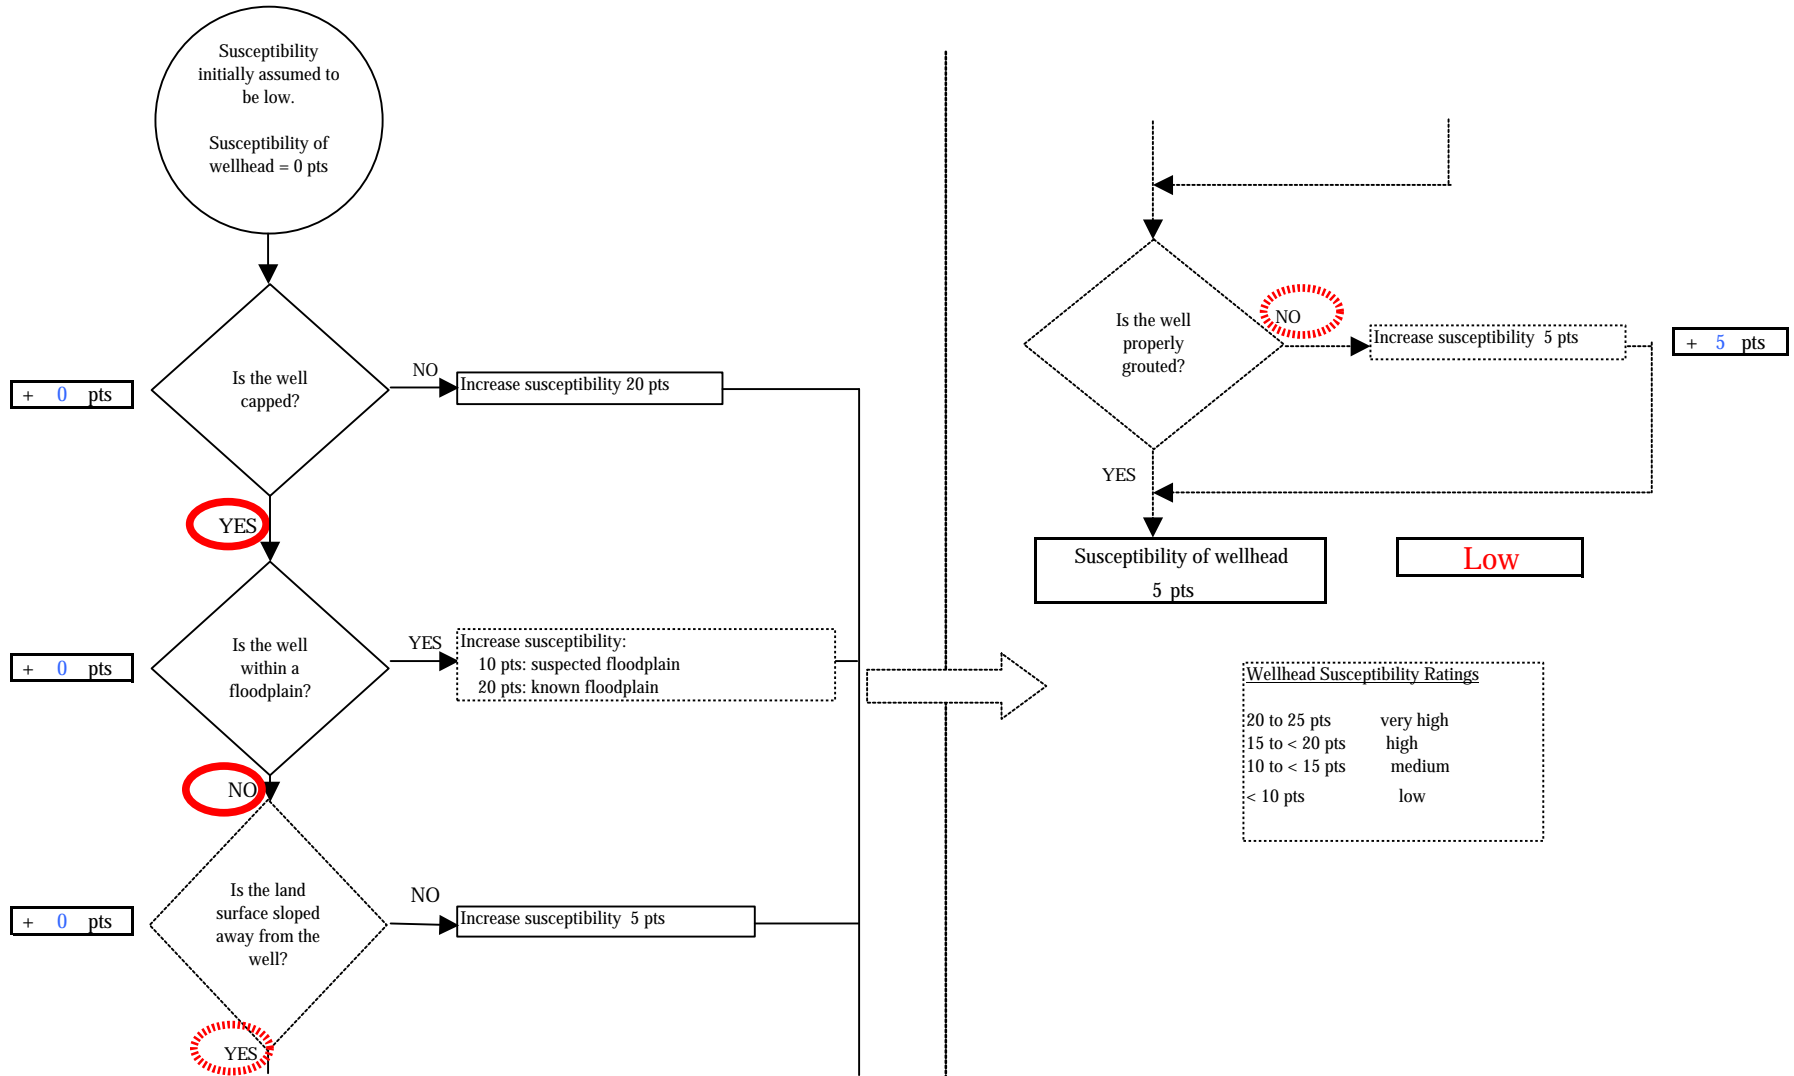 Susceptibility
initially assumed to
be low.
Susceptibility of
wellhead = 0 pts
Is the well
capped?
NO
Increase susceptibility 20 pts
+ 0 pts
YES
Is the well
within a
floodplain?
YES
Increase susceptibility:
10 pts: suspected floodplain
20 pts: known floodplain
+ 0 pts
NO
Is the land
surface sloped
away from the
well?
NO
Increase susceptibility 5 pts
+ 0 pts
YES
Is the well
properly
grouted?
NO
Increase susceptibility 5 pts
+ 5 pts
YES
Susceptibility of wellhead
5 pts
Low
Wellhead Susceptibility Ratings
20 to 25 pts very high
15 to < 20 pts high
10 to < 15 pts medium
< 10 pts low